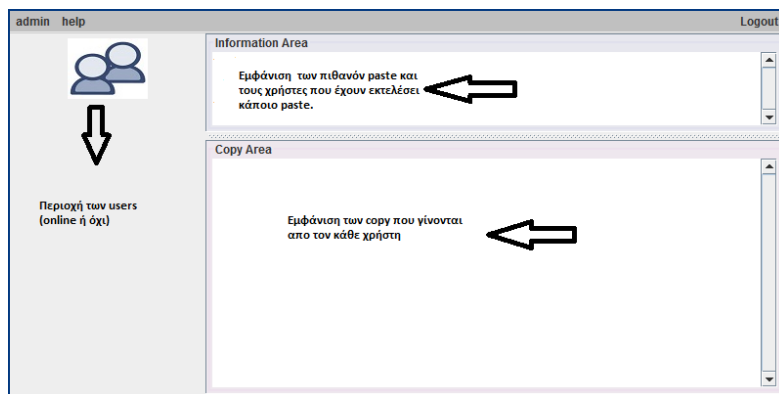 admin help Logout
Information Area
Εμφάνιση των πιθανόν paste και
τους χρήστες που έχουν εκτελέσει
κάποιο paste.
Copy Area
Περιοχή των users
(online ή όχι)
Εμφάνιση των copy που γίνονται
απο τον κάθε χρήστη